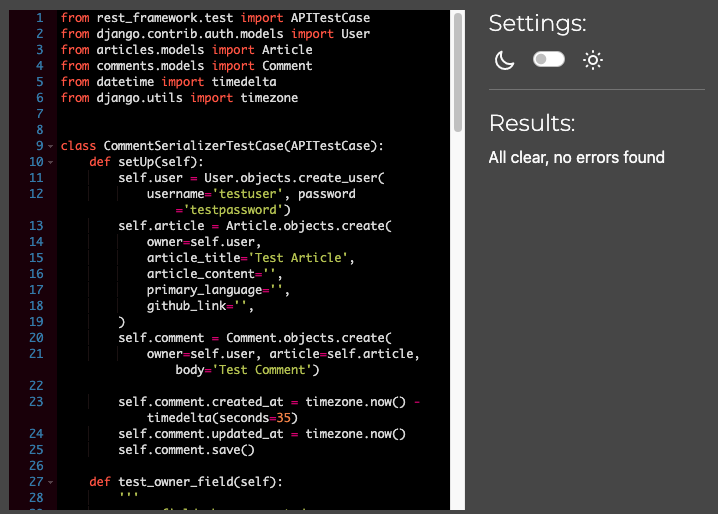 1 from rest_framework.test import APITestCase
2 from django.contrib.auth.models import User
3 from articles.models import Article
4 from comments.models import Comment
5 from datetime import timedelta
6 from django.utils import timezone
7
8
9 class CommentSerializerTestCase(APITestCase):
10     def setUp(self):
11         self.user = User.objects.create_user(
12             username='testuser', password
                ='testpassword')
13         self.article = Article.objects.create(
14             owner=self.user,
15             article_title='Test Article',
16             article_content='',
17             primary_language='',
18             github_link='',
19         )
20         self.comment = Comment.objects.create(
21             owner=self.user, article=self.article,
                body='Test Comment')
22
23         self.comment.created_at = timezone.now() -
            timedelta(seconds=35)
24         self.comment.updated_at = timezone.now()
25         self.comment.save()
26
27     def test_owner_field(self):
28         '''
Settings:
Results:
All clear, no errors found